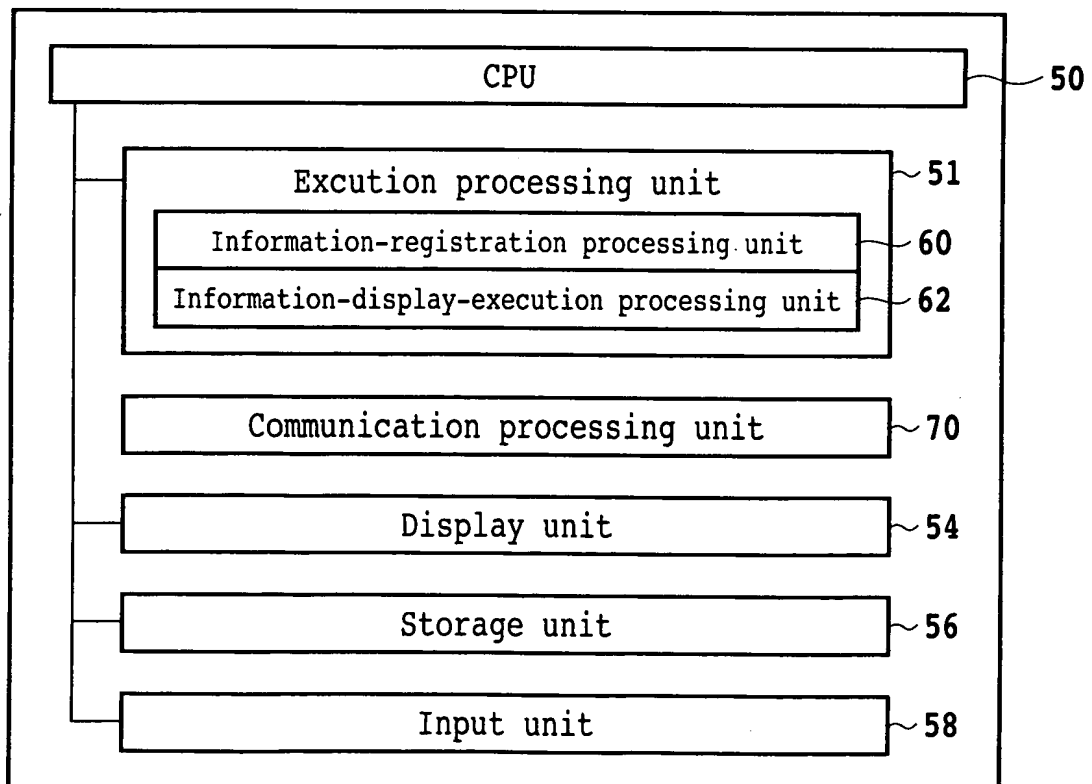 CPU 50
Excution processing unit 51
Information-registration processing unit 60
Information-display-execution processing unit 62
Communication processing unit 70
Display unit 54
Storage unit 56
Input unit 58